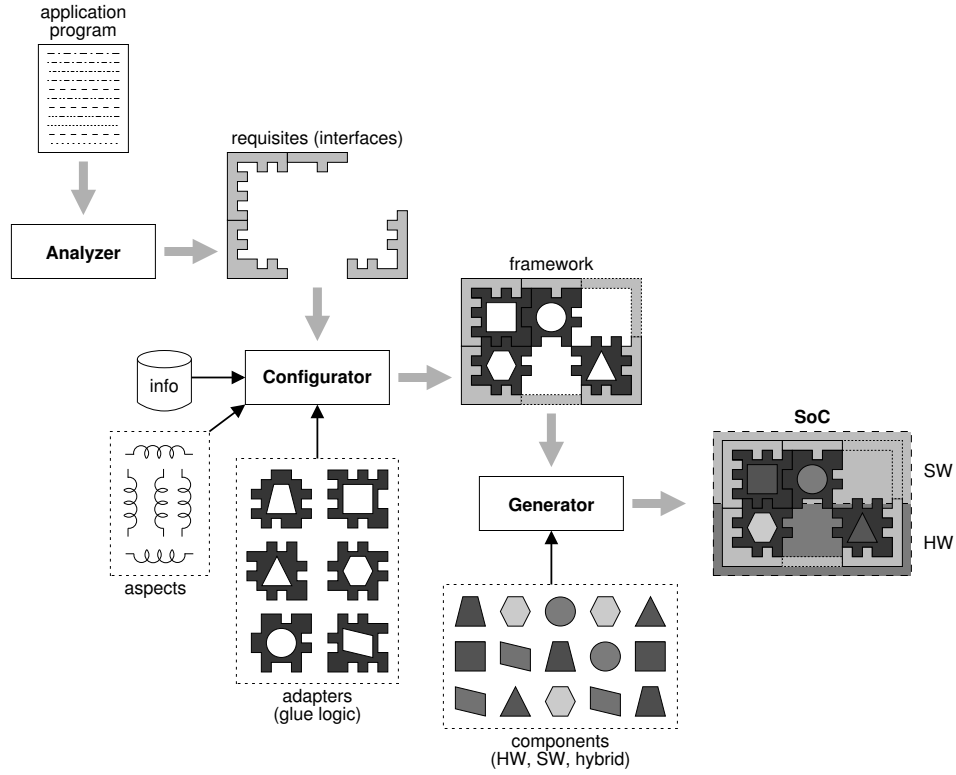 application
program
requisites (interfaces)
Analyzer
framework
Configurator
info
SoC
SW
Generator
HW
aspects
adapters
(glue logic)
components
(HW, SW, hybrid)